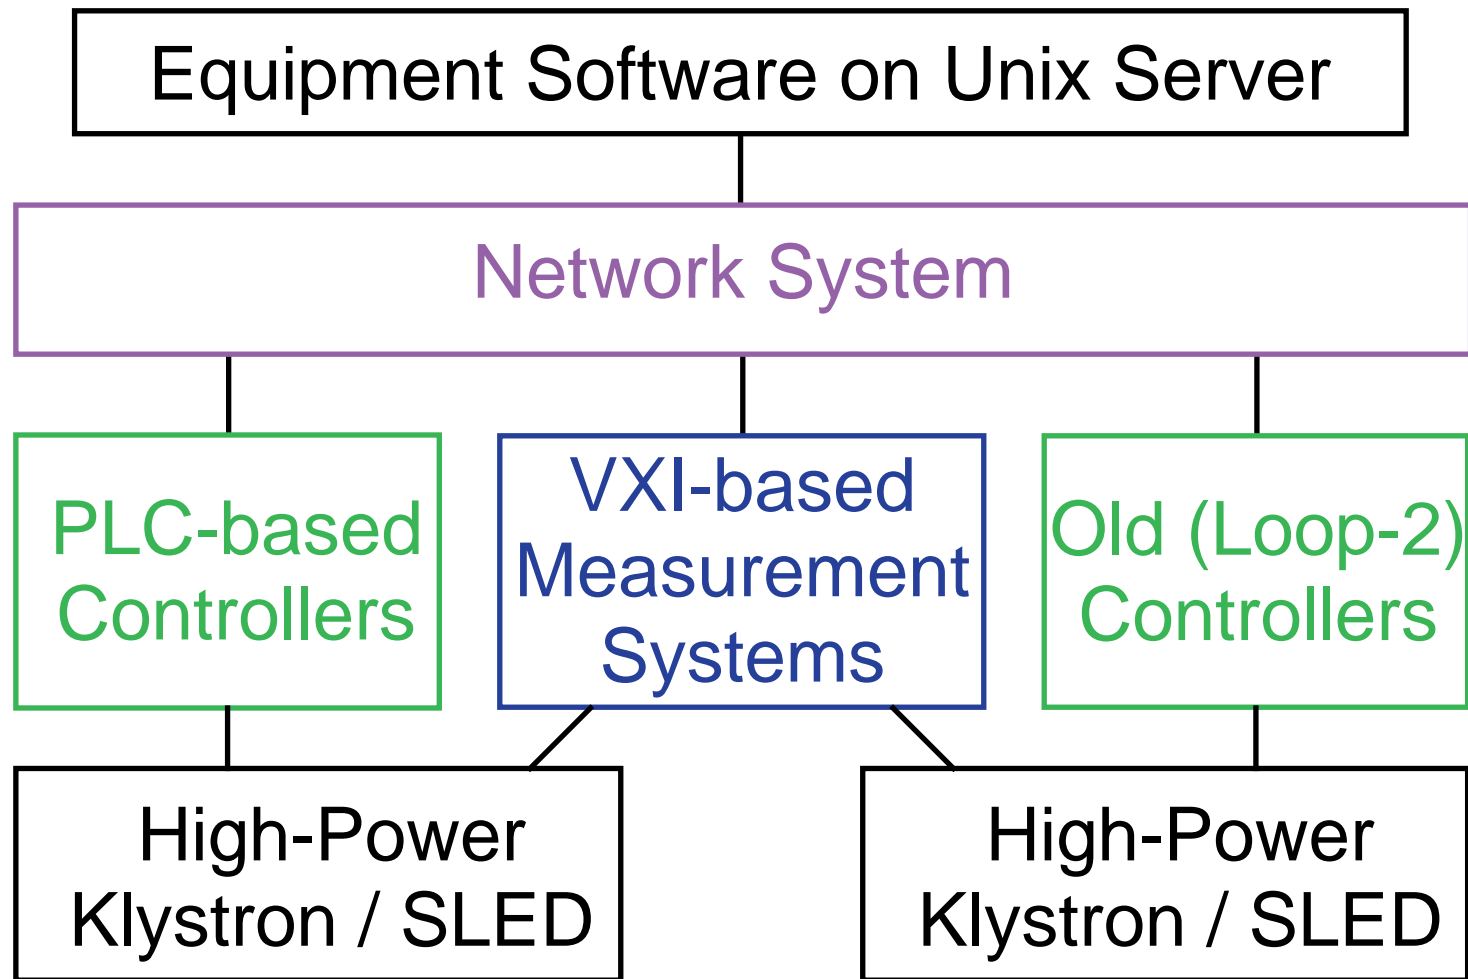 Equipment Software on Unix Server
Network System
PLC-based
Controllers
VXI-based
Measurement
Systems
Old (Loop-2)
Controllers
High-Power
Klystron / SLED
High-Power
Klystron / SLED